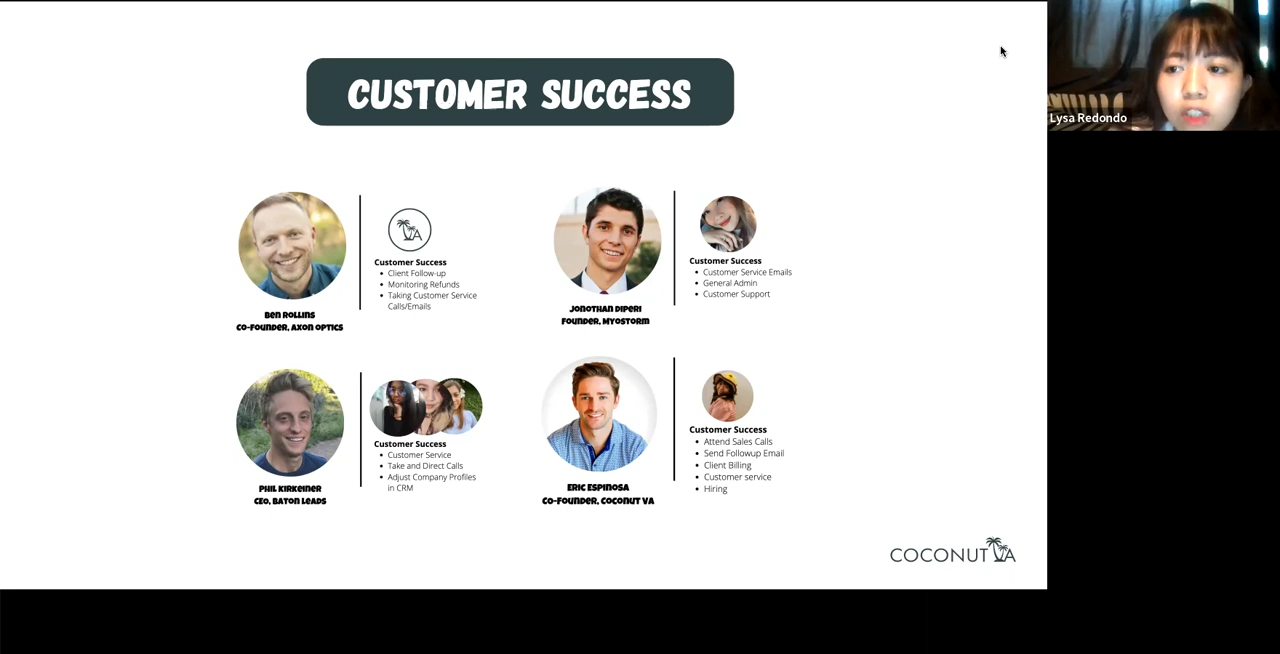 CUSTOMER SUCCESS
Lysa Redondo
Customer Success
Client Follow-up
Monitoring Refunds
Taking Customer Service
Calls/Emails
BEN ROLLINS
CO-FOUNDER, AXON OPTICS
Customer Success
Customer Service Emails
General Admin
Customer Support
JONOTHAN DIPERI
FOUNDER, MYOSTORM
Customer Success
Customer Service
Take and Direct Calls
Adjust Company Profiles
in CRM
PHIL KIRKEINER
CEO, BATON LEADS
Customer Success
Attend Sales Calls
Send Followup Email
Client Billing
Customer service
Hiring
ERIC ESPINOSA
CO-FOUNDER, COCONUT VA
COCONUT VA